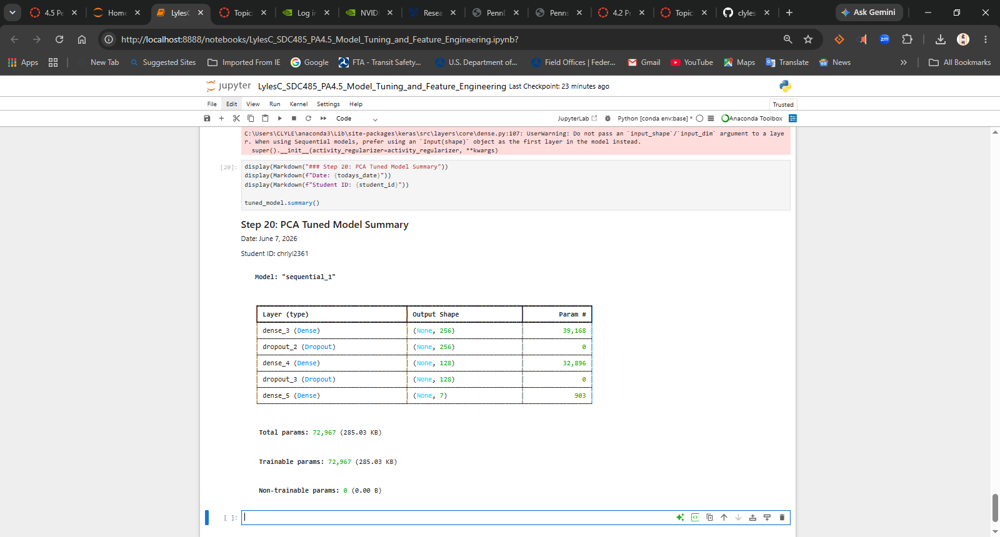 4.5 Pe
Home
LylesC
Topic:
Log in
NVIDI
Resea
PennD
Penns
4.2 Pr
Topic:
clyles
Ask Gemini
http://localhost:8888/notebooks/LylesC_SDC485_PA4.5_Model_Tuning_and_Feature_Engineering.ipynb?
Apps
New Tab
Suggested Sites
Imported From IE
Google
FTA - Transit Safety...
U.S. Department of...
Field Offices | Feder...
Gmail
YouTube
Maps
Translate
News
All Bookmarks
jupyter LylesC_SDC485_PA4.5_Model_Tuning_and_Feature_Engineering Last Checkpoint: 23 minutes ago
File Edit View Run Kernel Settings Help Trusted
Code JupyterLab Python [conda env:base] * Anaconda Toolbox
C:\Users\CLYLE\anaconda3\Lib\site-packages\keras\src\layers\core\dense.py:107: UserWarning: Do not pass an `input_shape`/`input_dim` argument to a laye
r. When using Sequential models, prefer using an `Input(shape)` object as the first layer in the model instead.
super().__init__(activity_regularizer=activity_regularizer, **kwargs)
[20]: display(Markdown("### Step 20: PCA Tuned Model Summary"))
display(Markdown(f"Date: {todays_date}"))
display(Markdown(f"Student ID: {student_id}"))
tuned_model.summary()
Step 20: PCA Tuned Model Summary
Date: June 7, 2026
Student ID: chrlyl2361
Model: "sequential_1"
Layer (type) Output Shape Param #
dense_3 (Dense) (None, 256) 39,168
dropout_2 (Dropout) (None, 256) 0
dense_4 (Dense) (None, 128) 32,896
dropout_3 (Dropout) (None, 128) 0
dense_5 (Dense) (None, 7) 903
Total params: 72,967 (285.03 KB)
Trainable params: 72,967 (285.03 KB)
Non-trainable params: 0 (0.00 B)
[ ]: